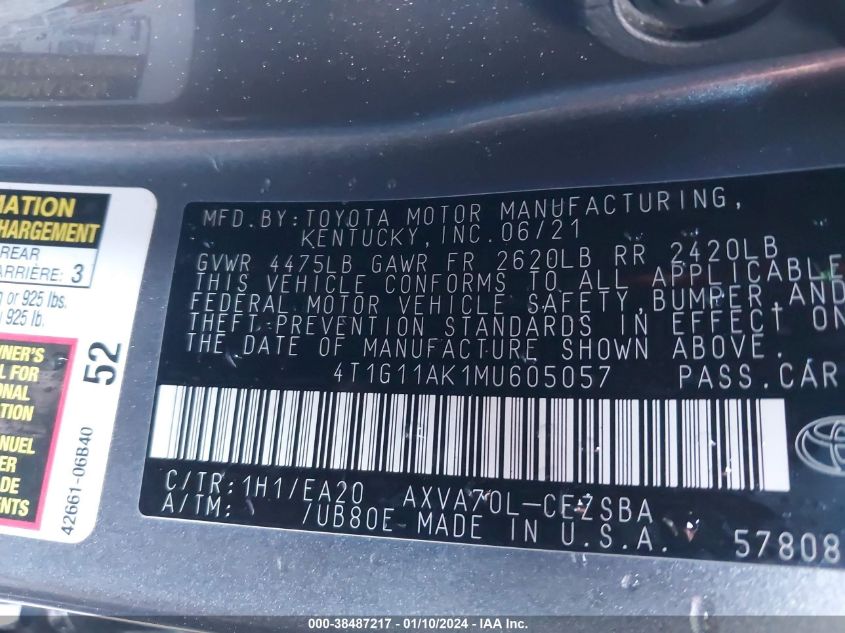 MATION
CHARGEMENT
REAR
ARRIÈRE: 3
or 925 lbs.
925 lb.
NER'S
FOR
ONAL
ATION
NUEL
ER
DE
ENTS
52
42661-06B40
MFD. BY: TOYOTA MOTOR MANUFACTURING,
KENTUCKY, INC. 06/21
GVWR 4475LB GAWR FR 2620LB RR 2420LB
THIS VEHICLE CONFORMS TO ALL APPLICABLE
FEDERAL MOTOR VEHICLE SAFETY, BUMPER, AND
THEFT PREVENTION STANDARDS IN EFFECT ON
THE DATE OF MANUFACTURE SHOWN ABOVE.
4T1G11AK1MU605057 PASS. CAR
C/TR: 1H1/EA20 AXVA70L-CEZSBA
A/TM: /UB80E MADE IN U.S.A.
57808
000-38487217 - 01/10/2024 - IAA Inc.